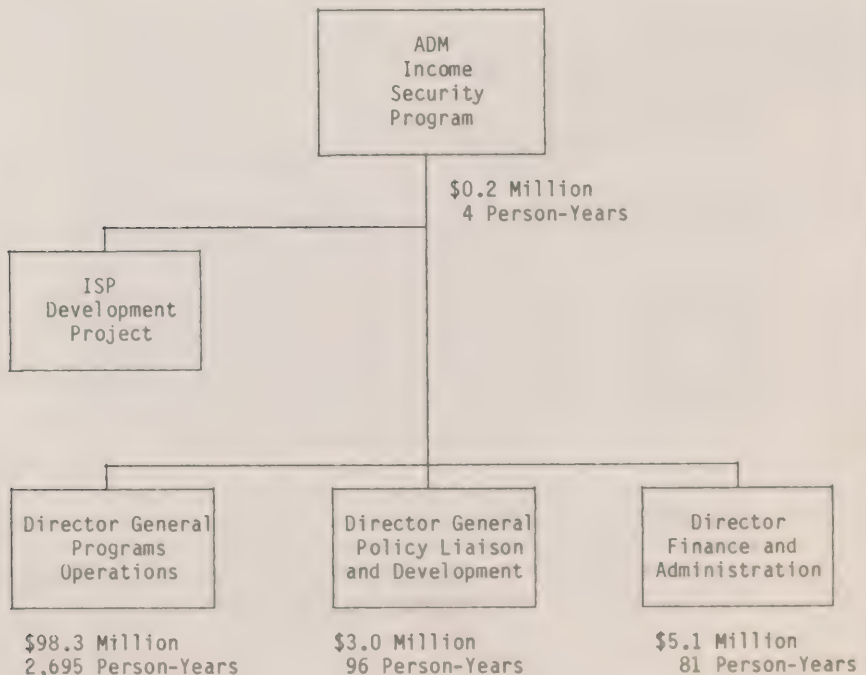 ADM
Income
Security
Program
$0.2 Million
4 Person-Years
ISP
Development
Project
Director General
Programs
Operations
$98.3 Million
2,695 Person-Years
Director General
Policy Liaison
and Development
$3.0 Million
96 Person-Years
Director
Finance and
Administration
$5.1 Million
81 Person-Years